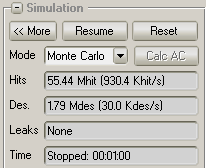 Simulation
<< More Resume Reset
Mode Monte Carlo Calc AC
Hits 55.44 Mhit (930.4 Khit/s)
Des. 1.79 Mdes (30.0 Kdes/s)
Leaks None
Time Stopped: 00:01:00